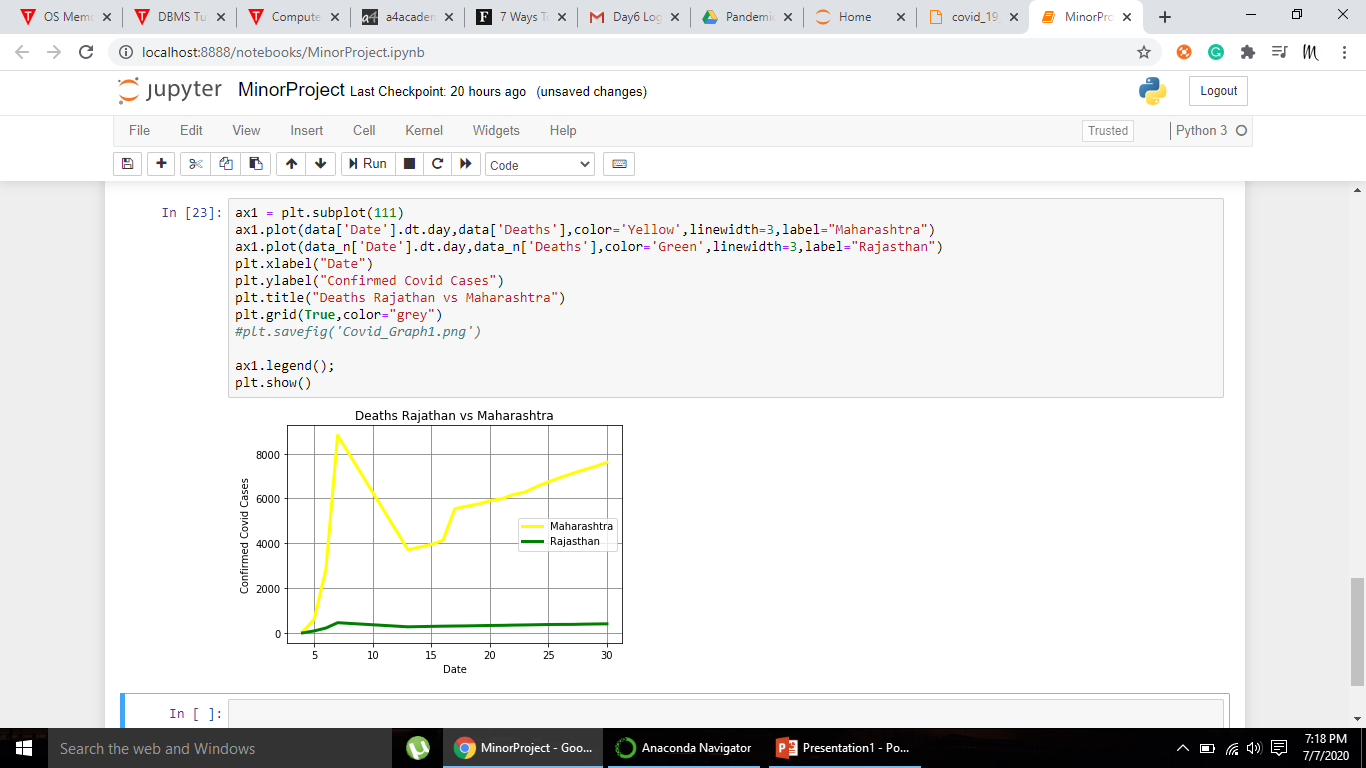 OS Memo
DBMS Tu
Compute
a4 a4acaden
F 7 Ways To
Day6 Log
Pandemic
Home
covid_19
MinorPro
localhost:8888/notebooks/MinorProject.ipynb
jupyter MinorProject Last Checkpoint: 20 hours ago (unsaved changes)
Logout
File Edit View Insert Cell Kernel Widgets Help
Trusted Python 3
Run Code
In [23]: ax1 = plt.subplot(111)
ax1.plot(data['Date'].dt.day,data['Deaths'],color='Yellow',linewidth=3,label="Maharashtra")
ax1.plot(data_n['Date'].dt.day,data_n['Deaths'],color='Green',linewidth=3,label="Rajasthan")
plt.xlabel("Date")
plt.ylabel("Confirmed Covid Cases")
plt.title("Deaths Rajathan vs Maharashtra")
plt.grid(True,color="grey")
#plt.savefig('Covid_Graph1.png')
ax1.legend();
plt.show()
Deaths Rajathan vs Maharashtra
Confirmed Covid Cases
8000
6000
4000
2000
0
Maharashtra
Rajasthan
5 10 15 20 25 30
Date
In [ ]:
Search the web and Windows
MinorProject - Goo...
Anaconda Navigator
Presentation1 - Po...
7:18 PM
7/7/2020